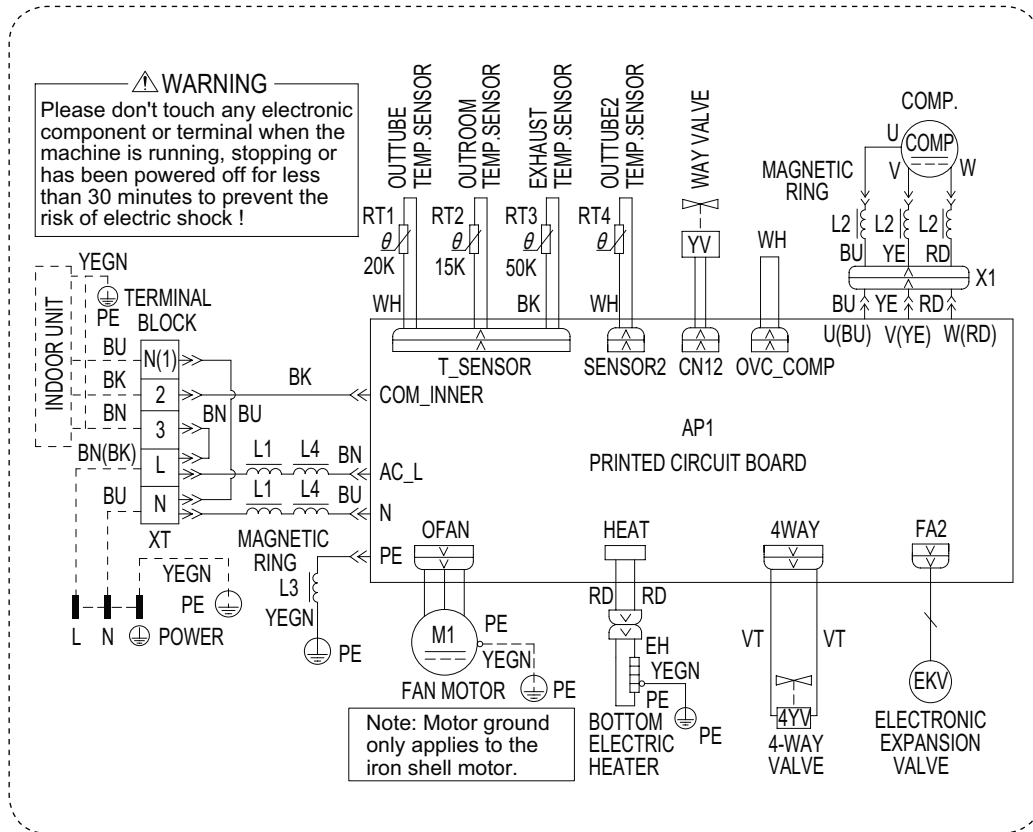 ⚠ WARNING
Please don't touch any electronic
component or terminal when the
machine is running, stopping or
has been powered off for less
than 30 minutes to prevent the
risk of electric shock !
OUTTUBE
TEMP.SENSOR
OUTROOM
TEMP.SENSOR
EXHAUST
TEMP.SENSOR
OUTTUBE2
TEMP.SENSOR
WAY VALVE
COMP.
U
COMP
V
W
MAGNETIC
RING
RT1
RT2
RT3
RT4
θ
θ
θ
θ
20K
15K
50K
YV
WH
L2
L2
L2
BU
YE
RD
X1
WH
BK
WH
BU
YE
RD
U(BU)
V(YE)
W(RD)
T_SENSOR
SENSOR2
CN12
OVC_COMP
YEGN
PE
TERMINAL
BLOCK
INDOOR UNIT
BU
N(1)
BK
2
BK
COM_INNER
BN
3
BN
BU
BN(BK)
L
L1
L4
BN
AC_L
BU
N
L1
L4
BU
N
XT
AP1
PRINTED CIRCUIT BOARD
MAGNETIC
RING
L3
YEGN
PE
PE
YEGN
PE
L
N
POWER
OFAN
M1
PE
YEGN
PE
FAN MOTOR
Note: Motor ground
only applies to the
iron shell motor.
HEAT
RD
RD
EH
YEGN
PE
PE
BOTTOM
ELECTRIC
HEATER
4WAY
VT
VT
4YV
4-WAY
VALVE
FA2
EKV
ELECTRONIC
EXPANSION
VALVE